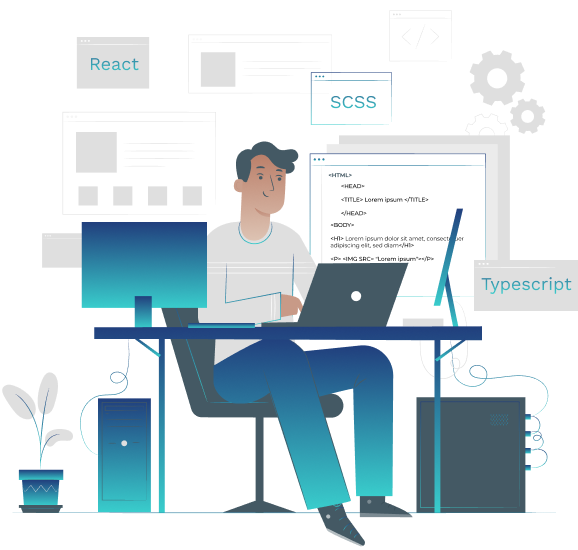 React
</>
SCSS
<HTML>
<HEAD>
<TITLE> Lorem ipsum </TITLE>
</HEAD>
<BODY>
<H1> Lorem ipsum dolor sit amet, consectetuer
adipiscing elit, sed diam</H1>
<P> <IMG SRC= "Lorem ipsum"></P>
Typescript